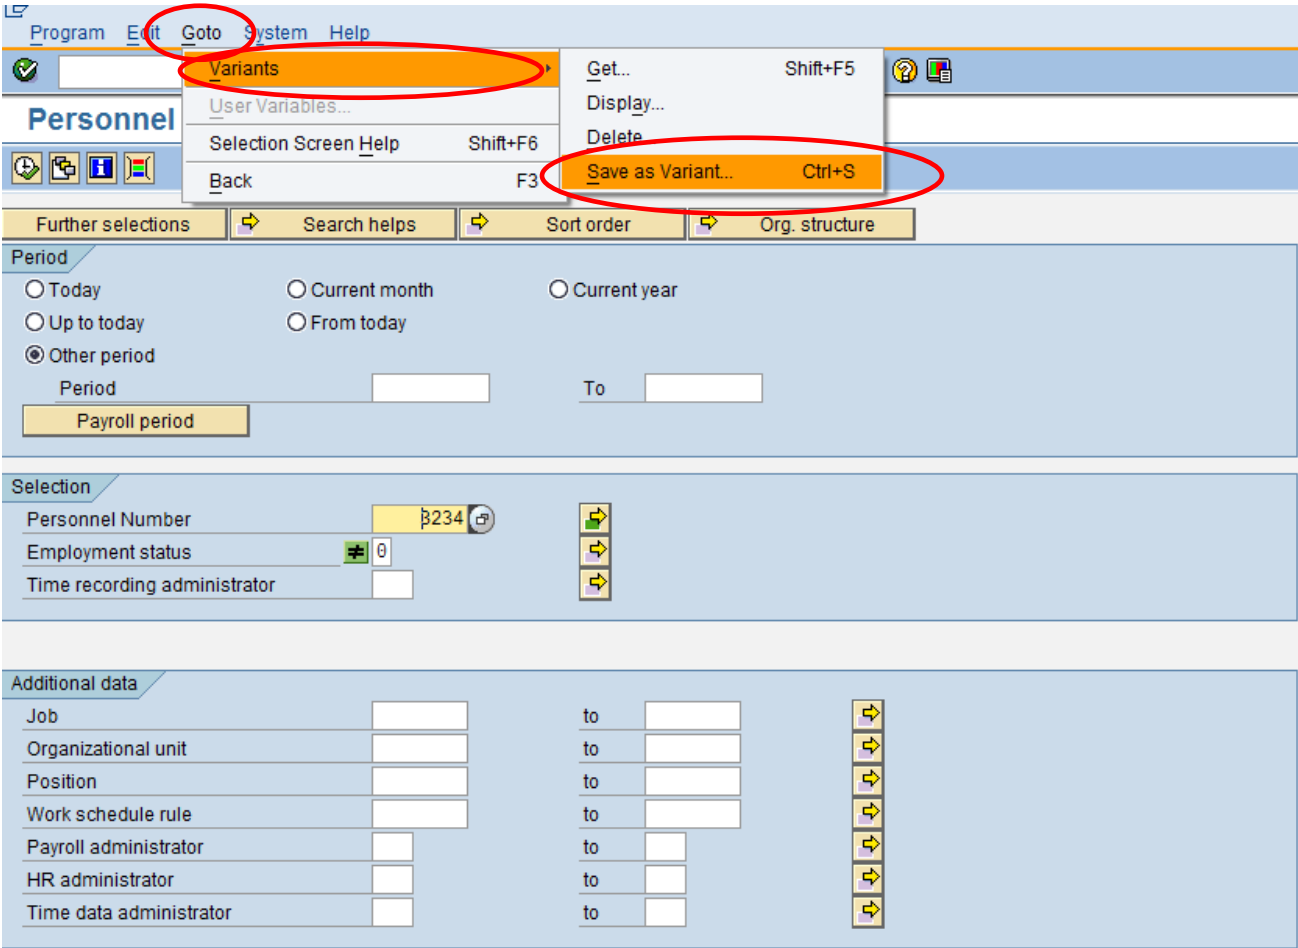 Program Edit Goto System Help
Variants
User Variables...
Selection Screen Help Shift+F6
Back F3
Get... Shift+F5
Display...
Delete...
Save as Variant... Ctrl+S
Personnel
Further selections Search helps Sort order Org. structure
Period
Today Current month Current year
Up to today From today
Other period
Period To
Payroll period
Selection
Personnel Number 3234
Employment status ≠ 0
Time recording administrator
Additional data
Job to
Organizational unit to
Position to
Work schedule rule to
Payroll administrator to
HR administrator to
Time data administrator to